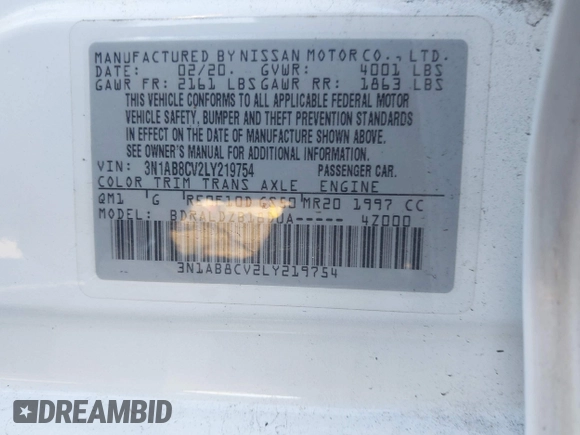 MANUFACTURED BY NISSAN MOTOR CO., LTD.
DATE: 02/20. GVWR: 4001 LBS
GAWR FR: 2161 LBS GAWR RR: 1863 LBS
THIS VEHICLE CONFORMS TO ALL APPLICABLE FEDERAL MOTOR
VEHICLE SAFETY, BUMPER AND THEFT PREVENTION STANDARDS
IN EFFECT ON THE DATE OF MANUFACTURE SHOWN ABOVE.
SEE OWNER'S MANUAL FOR ADDITIONAL INFORMATION.
VIN: 3N1AB8CV2LY219754 PASSENGER CAR.
COLOR TRIM TRANS AXLE ENGINE
QM1 G MR20 1997 CC
MODEL: 4Z000
3N1AB8CV2LY219754
DREAMBID